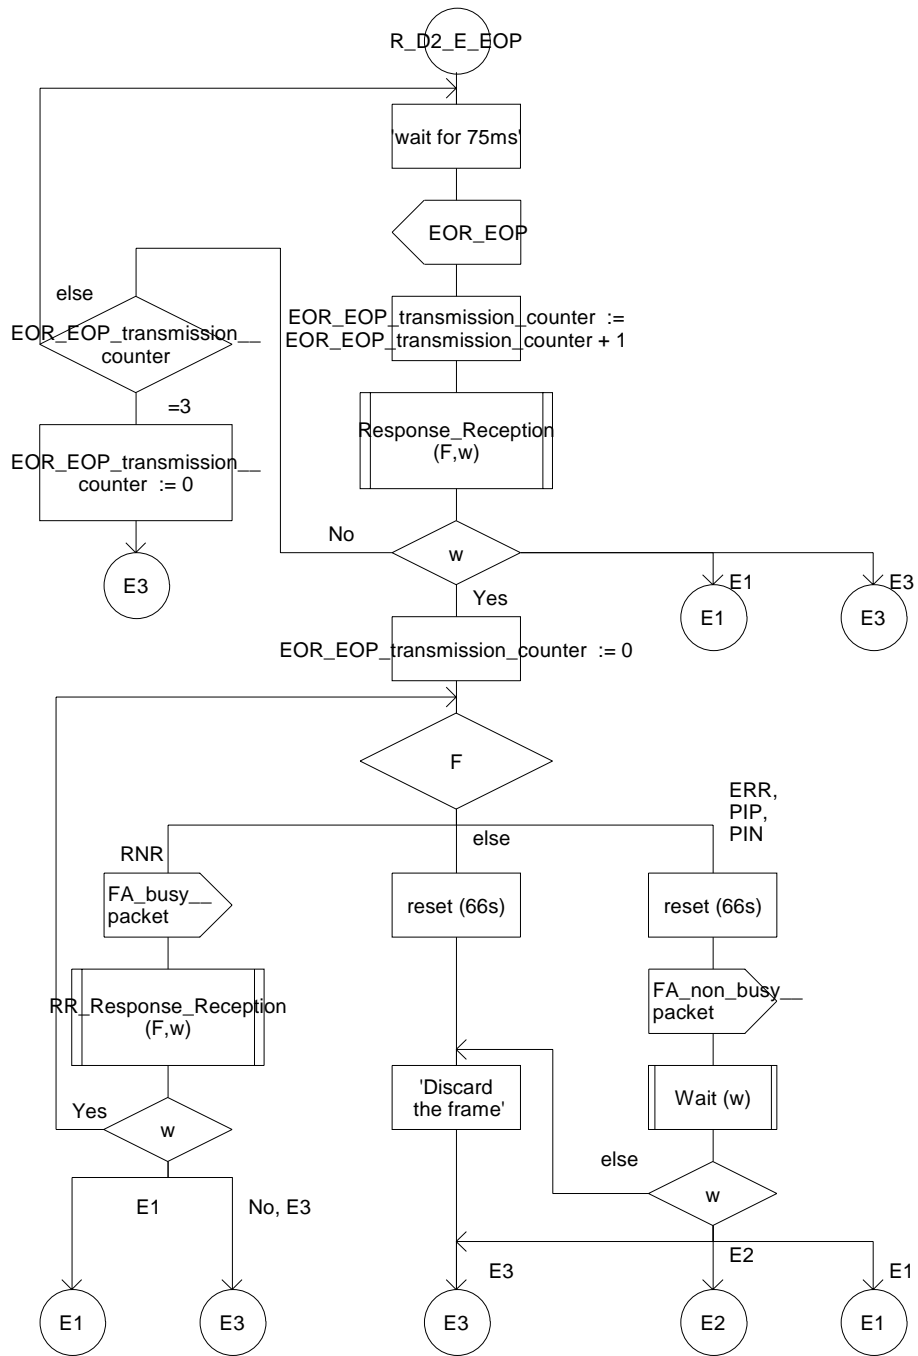 R_D2_E_EOP
'wait for 75ms'
EOR_EOP
else
EOR_EOP_transmission_counter :=
EOR_EOP_transmission_counter + 1
EOR_EOP_transmission__
counter
=3
Response_Reception
(F,w)
EOR_EOP_transmission__
counter := 0
No
w
E3
E1
E3
Yes
E1
E3
EOR_EOP_transmission_counter := 0
F
ERR,
PIP,
PIN
else
RNR
FA_busy__
packet
reset (66s)
reset (66s)
RR_Response_Reception
(F,w)
FA_non_busy__
packet
'Discard
the frame'
Wait (w)
Yes
w
else
w
E1
No, E3
E2
E3
E1
E1
E3
E3
E2
E1